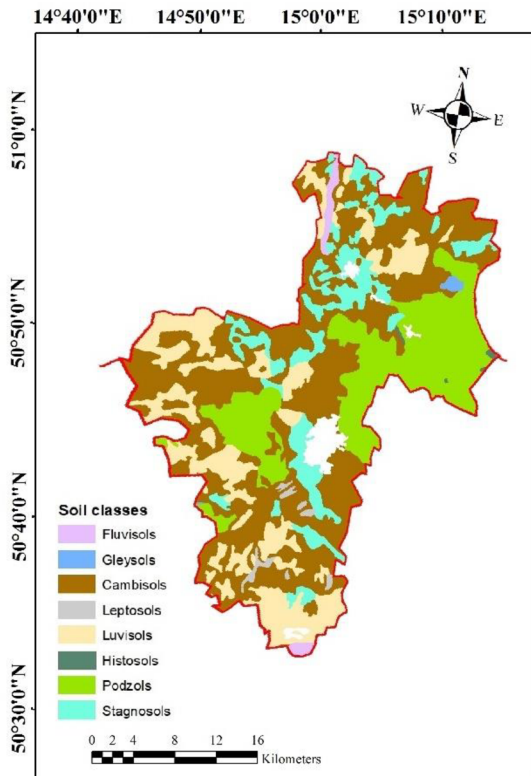 14°40'0"E 14°50'0"E 15°0'0"E 15°10'0"E
N
W E
S
51°0'0"N
50°50'0"N
50°40'0"N
50°30'0"N
Soil classes
Fluvisols
Gleysols
Cambisols
Leptosols
Luvisols
Histosols
Podzols
Stagnosols
0 2 4 8 12 16
Kilometers